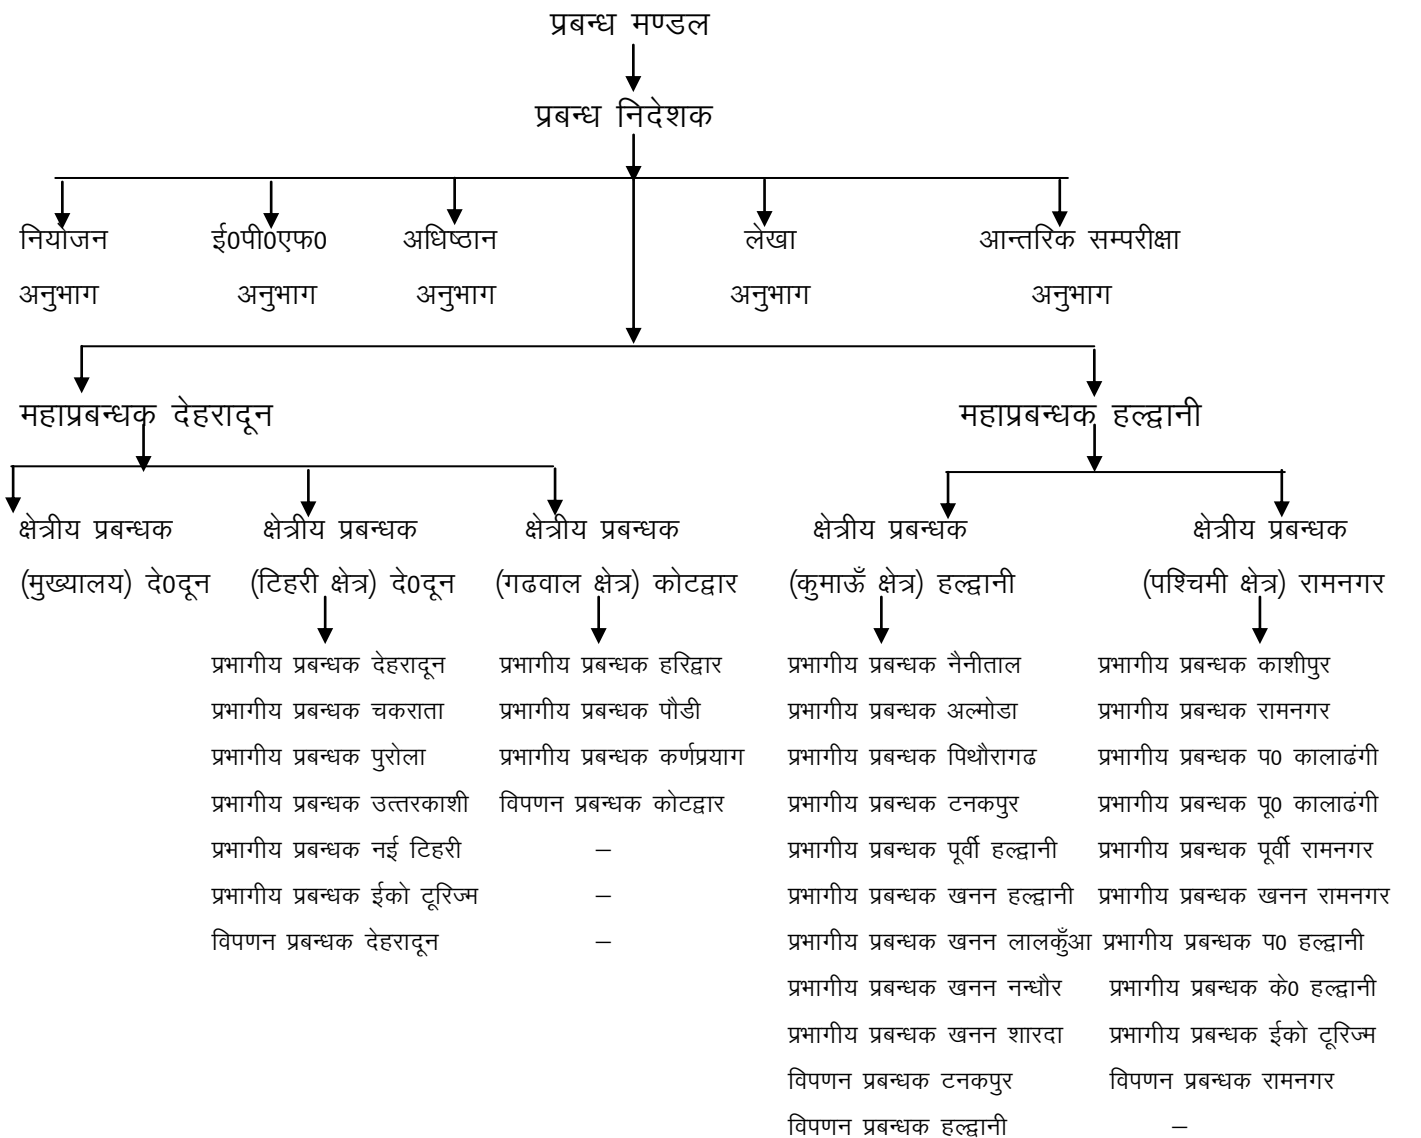 प्रबन्ध मण्डल
प्रबन्ध निदेशक
नियोजन ई0पी0एफ0 अधिष्ठान लेखा आन्तरिक सम्परीक्षा
अनुभाग अनुभाग अनुभाग अनुभाग अनुभाग
महाप्रबन्धक देहरादून महाप्रबन्धक हल्द्वानी
क्षेत्रीय प्रबन्धक क्षेत्रीय प्रबन्धक क्षेत्रीय प्रबन्धक क्षेत्रीय प्रबन्धक क्षेत्रीय प्रबन्धक
(मुख्यालय) दे0दून (टिहरी क्षेत्र) दे0दून (गढवाल क्षेत्र) कोटद्वार (कुमाऊँ क्षेत्र) हल्द्वानी (पश्चिमी क्षेत्र) रामनगर
प्रभागीय प्रबन्धक देहरादून प्रभागीय प्रबन्धक हरिद्वार प्रभागीय प्रबन्धक नैनीताल प्रभागीय प्रबन्धक काशीपुर
प्रभागीय प्रबन्धक चकराता प्रभागीय प्रबन्धक पौडी प्रभागीय प्रबन्धक अल्मोडा प्रभागीय प्रबन्धक रामनगर
प्रभागीय प्रबन्धक पुरोला प्रभागीय प्रबन्धक कर्णप्रयाग प्रभागीय प्रबन्धक पिथौरागढ प्रभागीय प्रबन्धक प0 कालाढंगी
प्रभागीय प्रबन्धक उत्तरकाशी विपणन प्रबन्धक कोटद्वार प्रभागीय प्रबन्धक टनकपुर प्रभागीय प्रबन्धक पू0 कालाढंगी
प्रभागीय प्रबन्धक नई टिहरी – प्रभागीय प्रबन्धक पूर्वी हल्द्वानी प्रभागीय प्रबन्धक पूर्वी रामनगर
प्रभागीय प्रबन्धक ईको टूरिज्म – प्रभागीय प्रबन्धक खनन हल्द्वानी प्रभागीय प्रबन्धक खनन रामनगर
विपणन प्रबन्धक देहरादून – प्रभागीय प्रबन्धक खनन लालकुँआ प्रभागीय प्रबन्धक प0 हल्द्वानी
प्रभागीय प्रबन्धक खनन नन्धौर प्रभागीय प्रबन्धक के0 हल्द्वानी
प्रभागीय प्रबन्धक खनन शारदा प्रभागीय प्रबन्धक ईको टूरिज्म
विपणन प्रबन्धक टनकपुर विपणन प्रबन्धक रामनगर
विपणन प्रबन्धक हल्द्वानी –